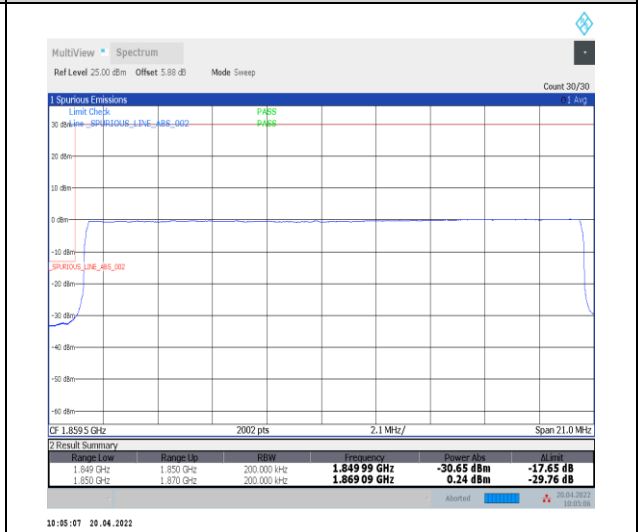 MultiView Spectrum
Ref Level 25.00 dBm Offset 5.88 dB Mode Sweep
Count 30/30
1 Spurious Emissions 1 Avg
Limit Check PASS
Line _SPURIOUS_LINE_ABS_002 PASS
30 dBm
20 dBm
10 dBm
0 dBm
-10 dBm
_SPURIOUS_LINE_ABS_002
-20 dBm
-30 dBm
-40 dBm
-50 dBm
-60 dBm
CF 1.8595 GHz 2002 pts 2.1 MHz/ Span 21.0 MHz
2 Result Summary
Range Low Range Up RBW Frequency Power Abs ΔLimit
1.849 GHz 1.850 GHz 200.000 kHz 1.849 99 GHz -30.65 dBm -17.65 dB
1.850 GHz 1.870 GHz 200.000 kHz 1.869 09 GHz 0.24 dBm -29.76 dB
Aborted 20.04.2022
10:05:06
10:05:07 20.04.2022